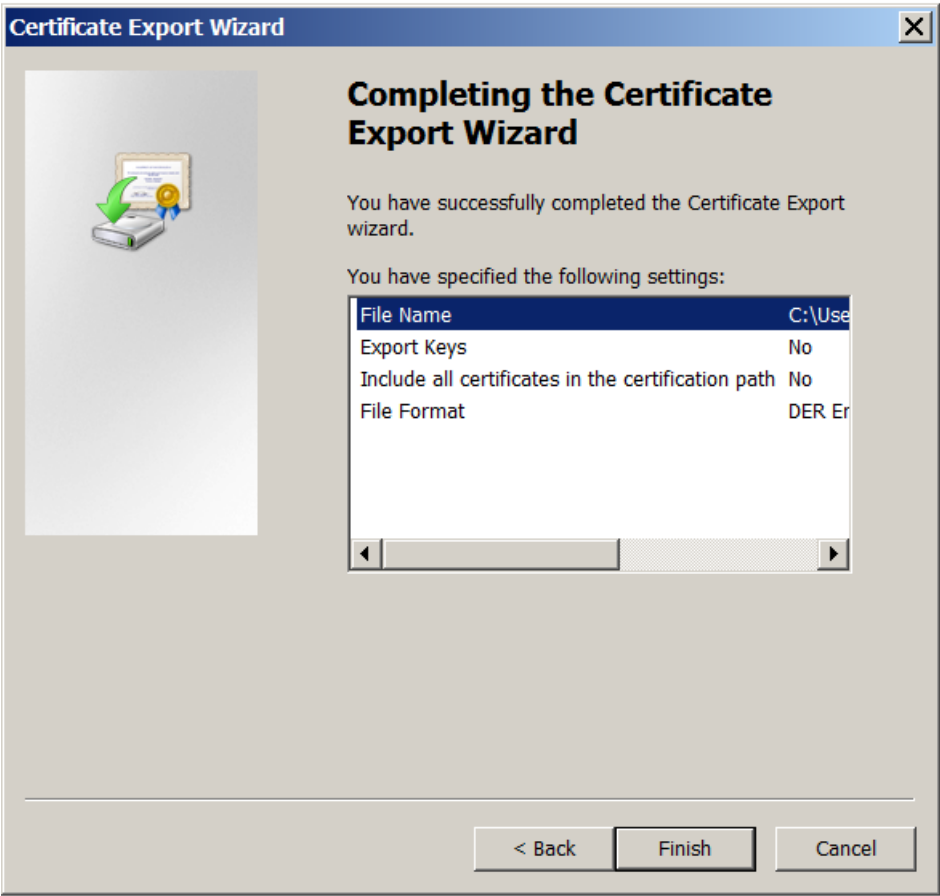 Certificate Export Wizard
Completing the Certificate
Export Wizard
You have successfully completed the Certificate Export
wizard.
You have specified the following settings:
File Name C:\Use
Export Keys No
Include all certificates in the certification path No
File Format DER Er
< Back Finish Cancel